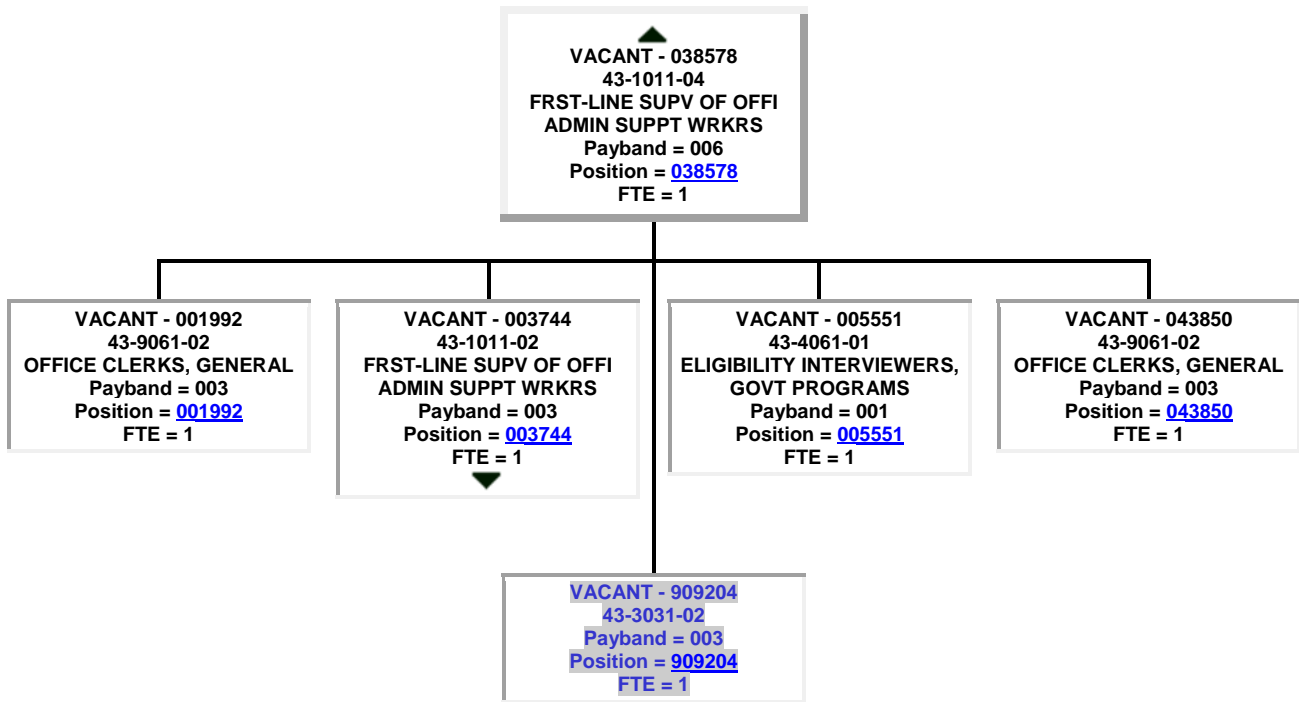 VACANT - 038578
43-1011-04
FRST-LINE SUPV OF OFFI
ADMIN SUPPT WRKRS
Payband = 006
Position = 038578
FTE = 1
VACANT - 001992
43-9061-02
OFFICE CLERKS, GENERAL
Payband = 003
Position = 001992
FTE = 1
VACANT - 003744
43-1011-02
FRST-LINE SUPV OF OFFI
ADMIN SUPPT WRKRS
Payband = 003
Position = 003744
FTE = 1
VACANT - 005551
43-4061-01
ELIGIBILITY INTERVIEWERS,
GOVT PROGRAMS
Payband = 001
Position = 005551
FTE = 1
VACANT - 043850
43-9061-02
OFFICE CLERKS, GENERAL
Payband = 003
Position = 043850
FTE = 1
VACANT - 909204
43-3031-02
Payband = 003
Position = 909204
FTE = 1